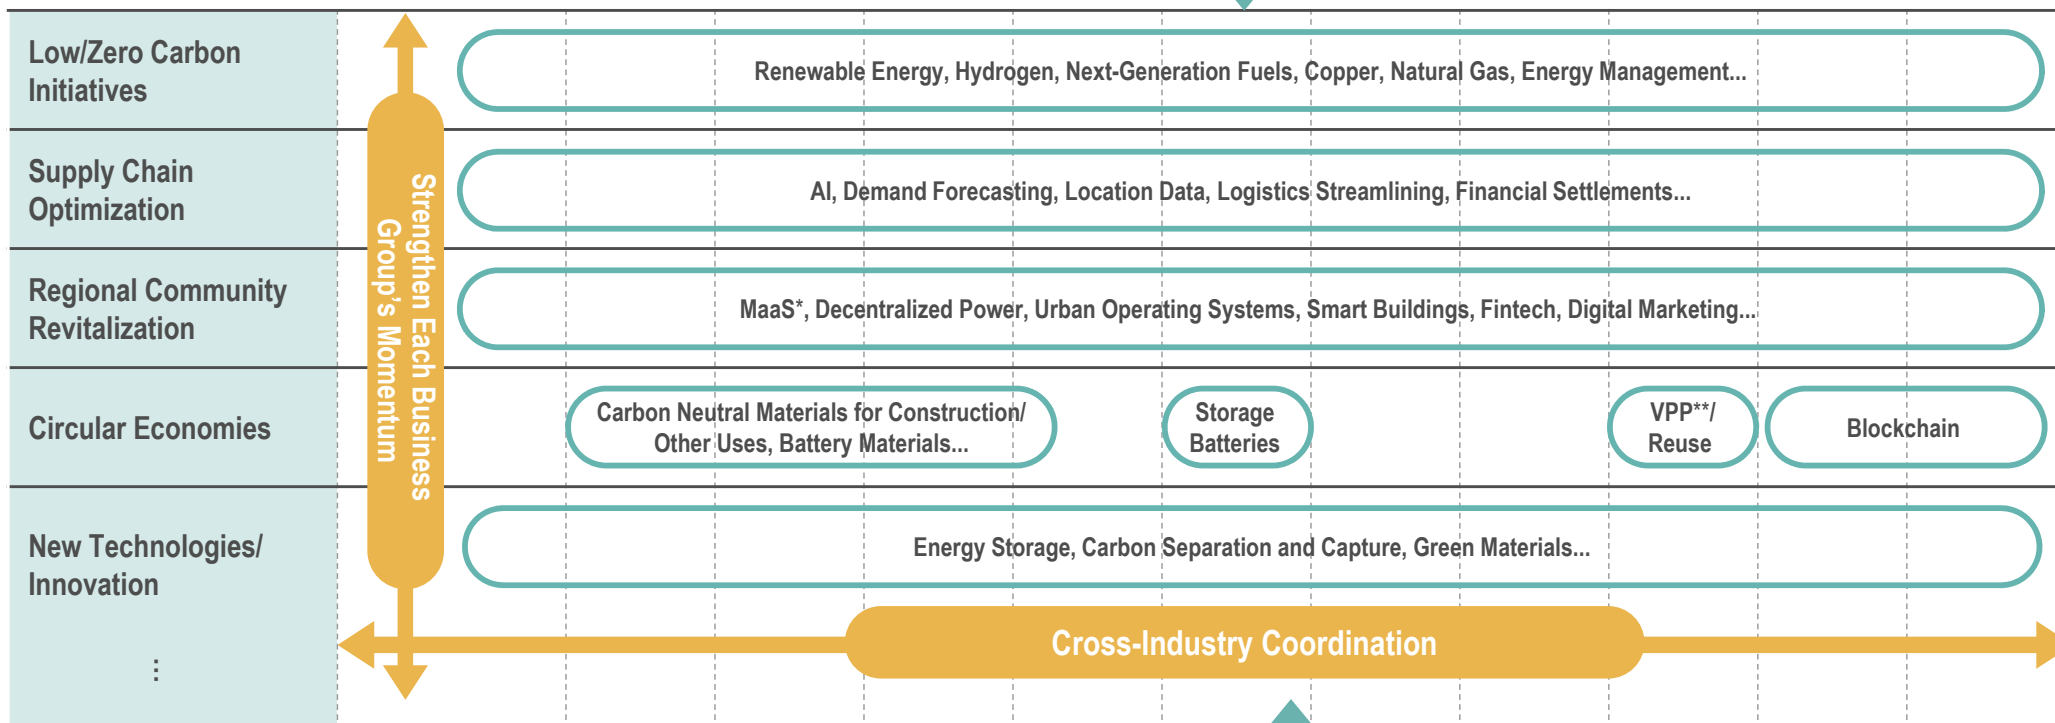 Low/Zero Carbon
Initiatives
Renewable Energy, Hydrogen, Next-Generation Fuels, Copper, Natural Gas, Energy Management...
Supply Chain
Optimization
AI, Demand Forecasting, Location Data, Logistics Streamlining, Financial Settlements...
Strengthen Each Business
Group's Momentum
Regional Community
Revitalization
MaaS*, Decentralized Power, Urban Operating Systems, Smart Buildings, Fintech, Digital Marketing...
Circular Economies
Carbon Neutral Materials for Construction/
Other Uses, Battery Materials...
Storage
Batteries
VPP**/
Reuse
Blockchain
New Technologies/
Innovation
Energy Storage, Carbon Separation and Capture, Green Materials...
Cross-Industry Coordination
⋮